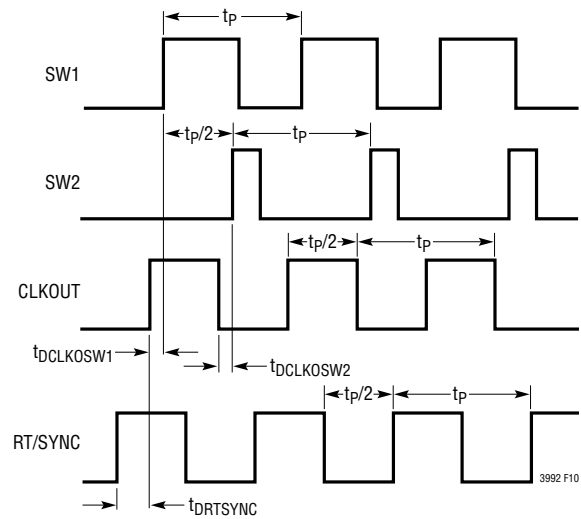 tP
SW1
tP/2
tP
SW2
tP/2
tP
CLKOUT
tDCLKOSW1
tDCLKOSW2
tP/2
tP
RT/SYNC
3992 F10
tDRTSYNC